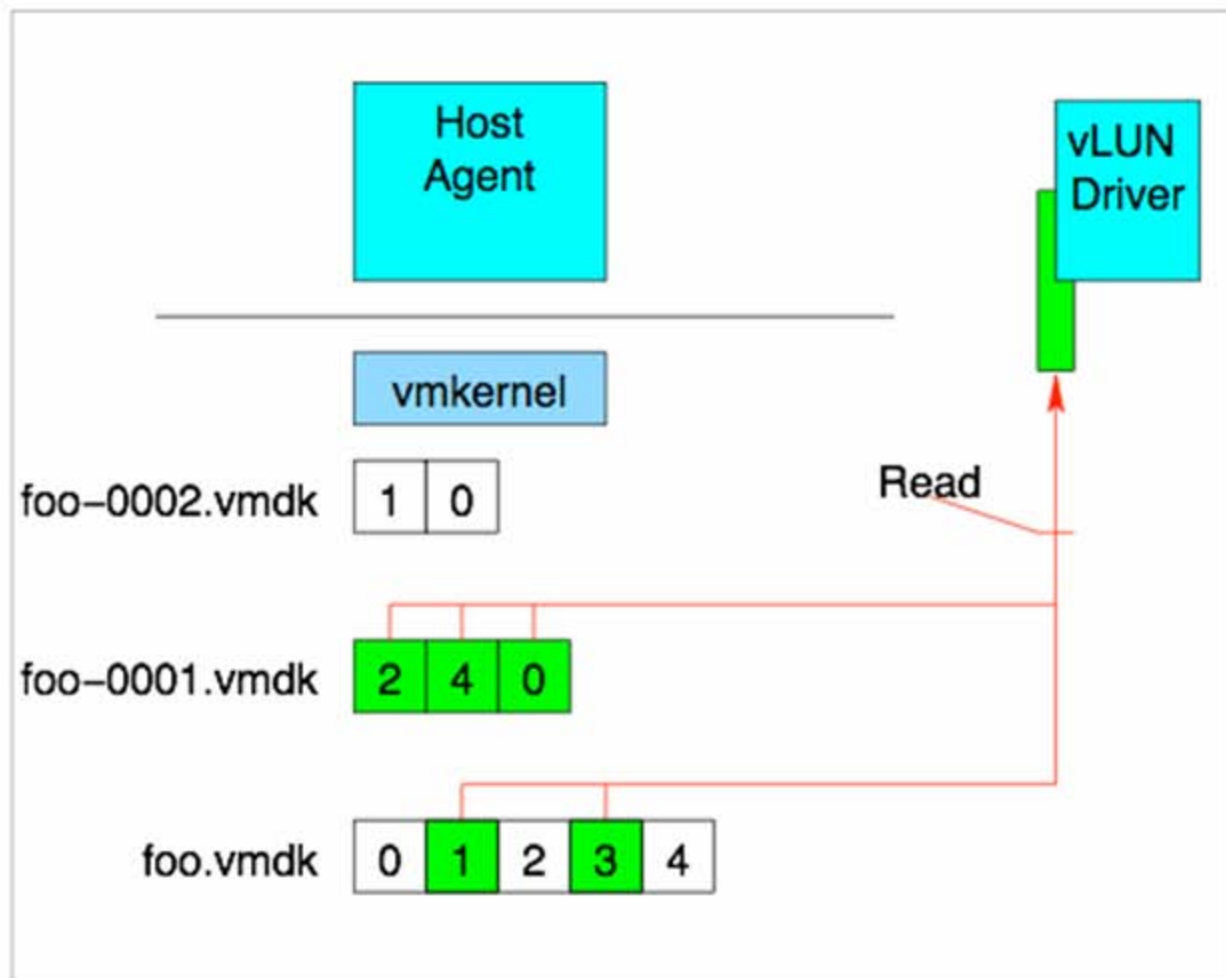 Host
Agent
vLUN
Driver
vmkernel
foo–0002.vmdk
1 0
Read
foo–0001.vmdk
2 4 0
foo.vmdk
0 1 2 3 4